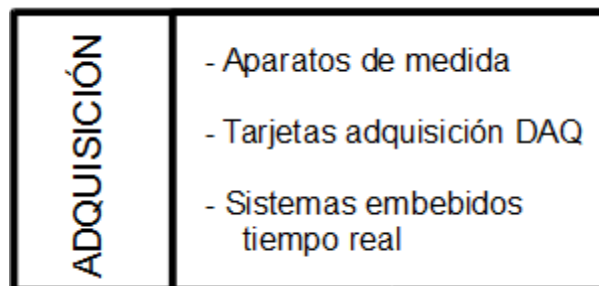 ADQUISICIÓN
- Aparatos de medida
- Tarjetas adquisición DAQ
- Sistemas embebidos
tiempo real